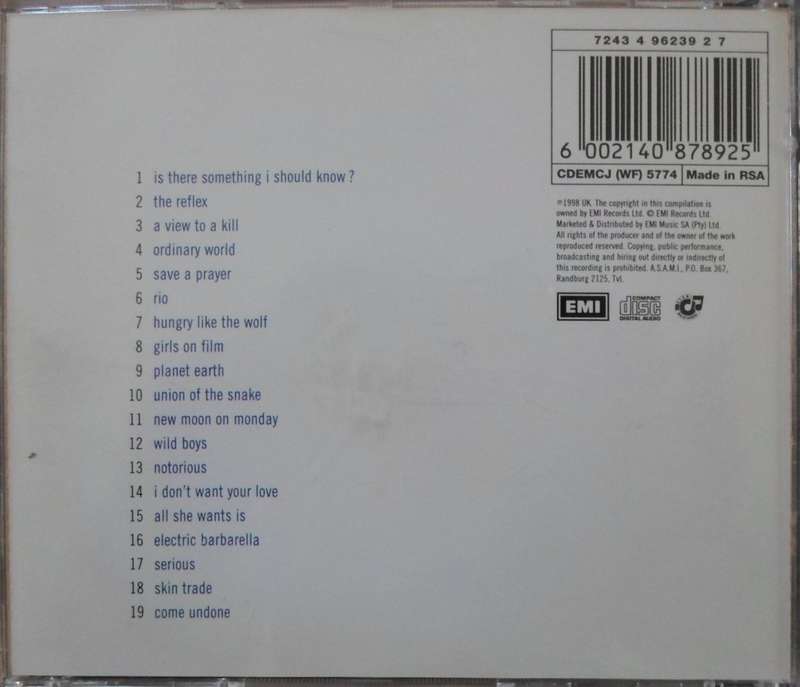 7243 4 96239 2 7
6 002140 878925
CDEMCJ (WF) 5774 Made in RSA
℗1998 UK. The copyright in this compilation is
owned by EMI Records Ltd. © EMI Records Ltd.
Marketed & Distributed by EMI Music SA (Pty) Ltd.
All rights of the producer and of the owner of the work
reproduced reserved. Copying, public performance,
broadcasting and hiring out directly or indirectly of
this recording is prohibited. A.S.A.M.I., P.O. Box 367,
Randburg 2125, Tvl.
EMI
COMPACT
disc
DIGITAL AUDIO
1 is there something i should know?
2 the reflex
3 a view to a kill
4 ordinary world
5 save a prayer
6 rio
7 hungry like the wolf
8 girls on film
9 planet earth
10 union of the snake
11 new moon on monday
12 wild boys
13 notorious
14 i don't want your love
15 all she wants is
16 electric barbarella
17 serious
18 skin trade
19 come undone